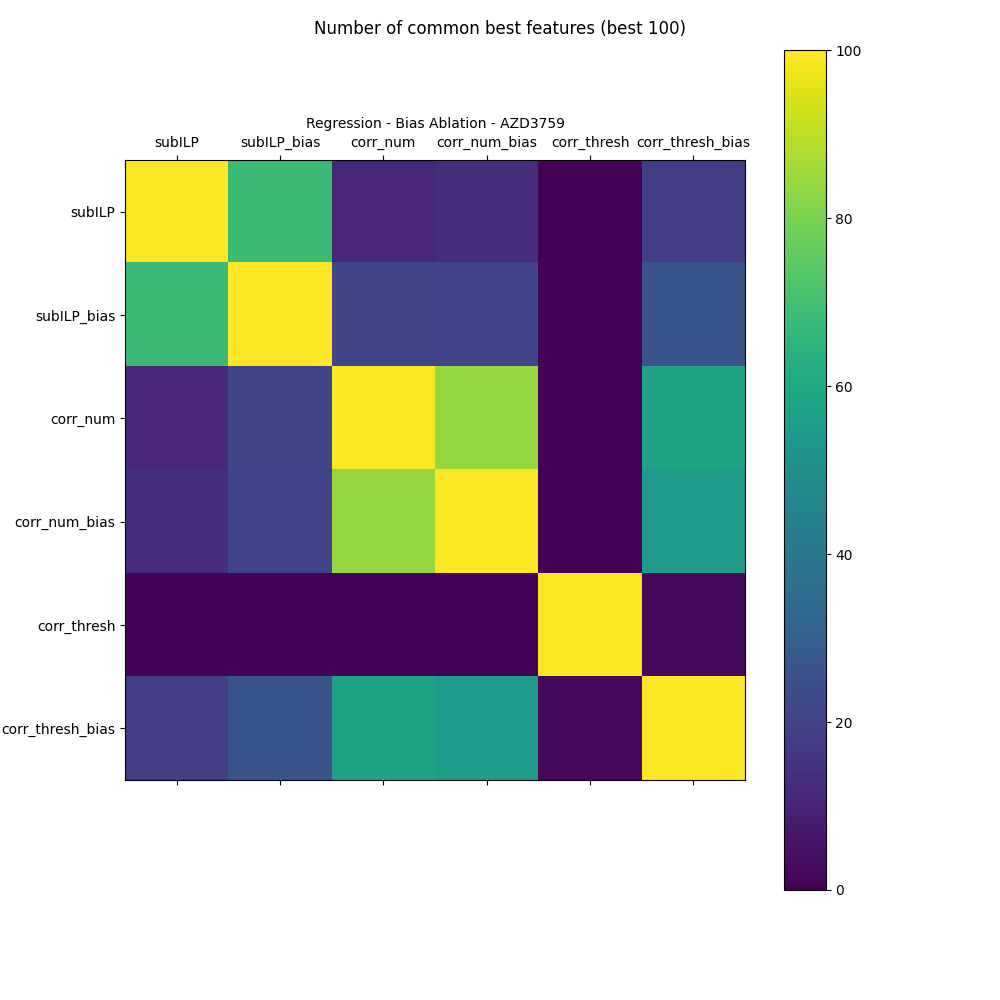 Number of common best features (best 100)
Regression - Bias Ablation - AZD3759
subILP subILP_bias corr_num corr_num_bias corr_thresh corr_thresh_bias
subILP
subILP_bias
corr_num
corr_num_bias
corr_thresh
corr_thresh_bias
100
80
60
40
20
0